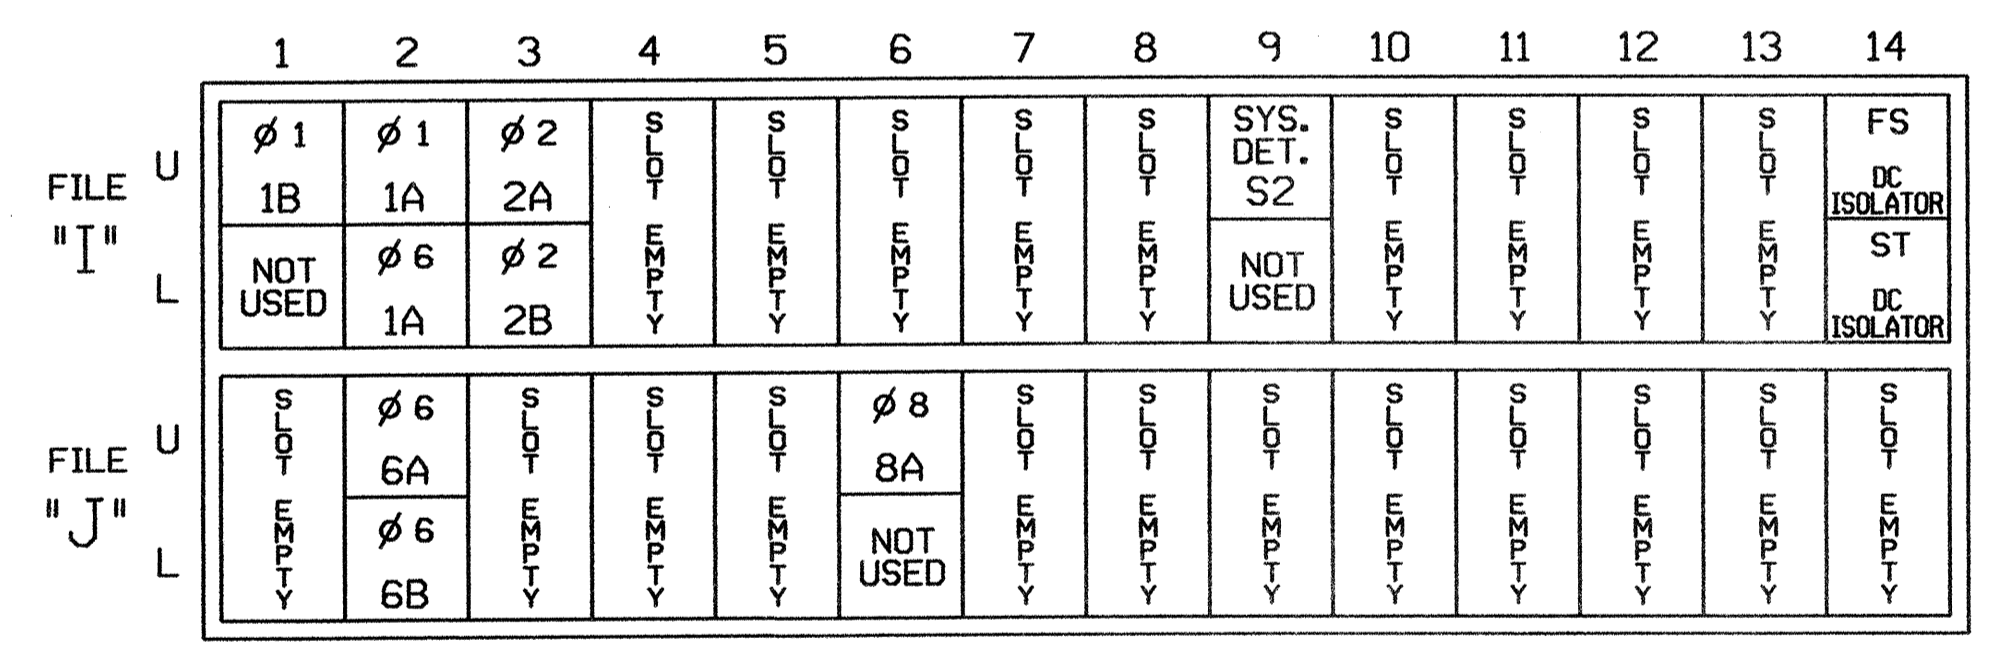 1 2 3 4 5 6 7 8 9 10 11 12 13 14
FILE "I"
U
L
Ø 1
1B
NOT
USED
Ø 1
1A
Ø 6
1A
Ø 2
2A
Ø 2
2B
SLOT EMPTY
SLOT EMPTY
SLOT EMPTY
SLOT EMPTY
SLOT EMPTY
SYS.
DET.
S2
NOT
USED
SLOT EMPTY
SLOT EMPTY
SLOT EMPTY
SLOT EMPTY
FS
DC
ISOLATOR
ST
DC
ISOLATOR
FILE "J"
U
L
SLOT EMPTY
Ø 6
6A
Ø 6
6B
SLOT EMPTY
SLOT EMPTY
SLOT EMPTY
Ø 8
8A
NOT
USED
SLOT EMPTY
SLOT EMPTY
SLOT EMPTY
SLOT EMPTY
SLOT EMPTY
SLOT EMPTY
SLOT EMPTY
SLOT EMPTY